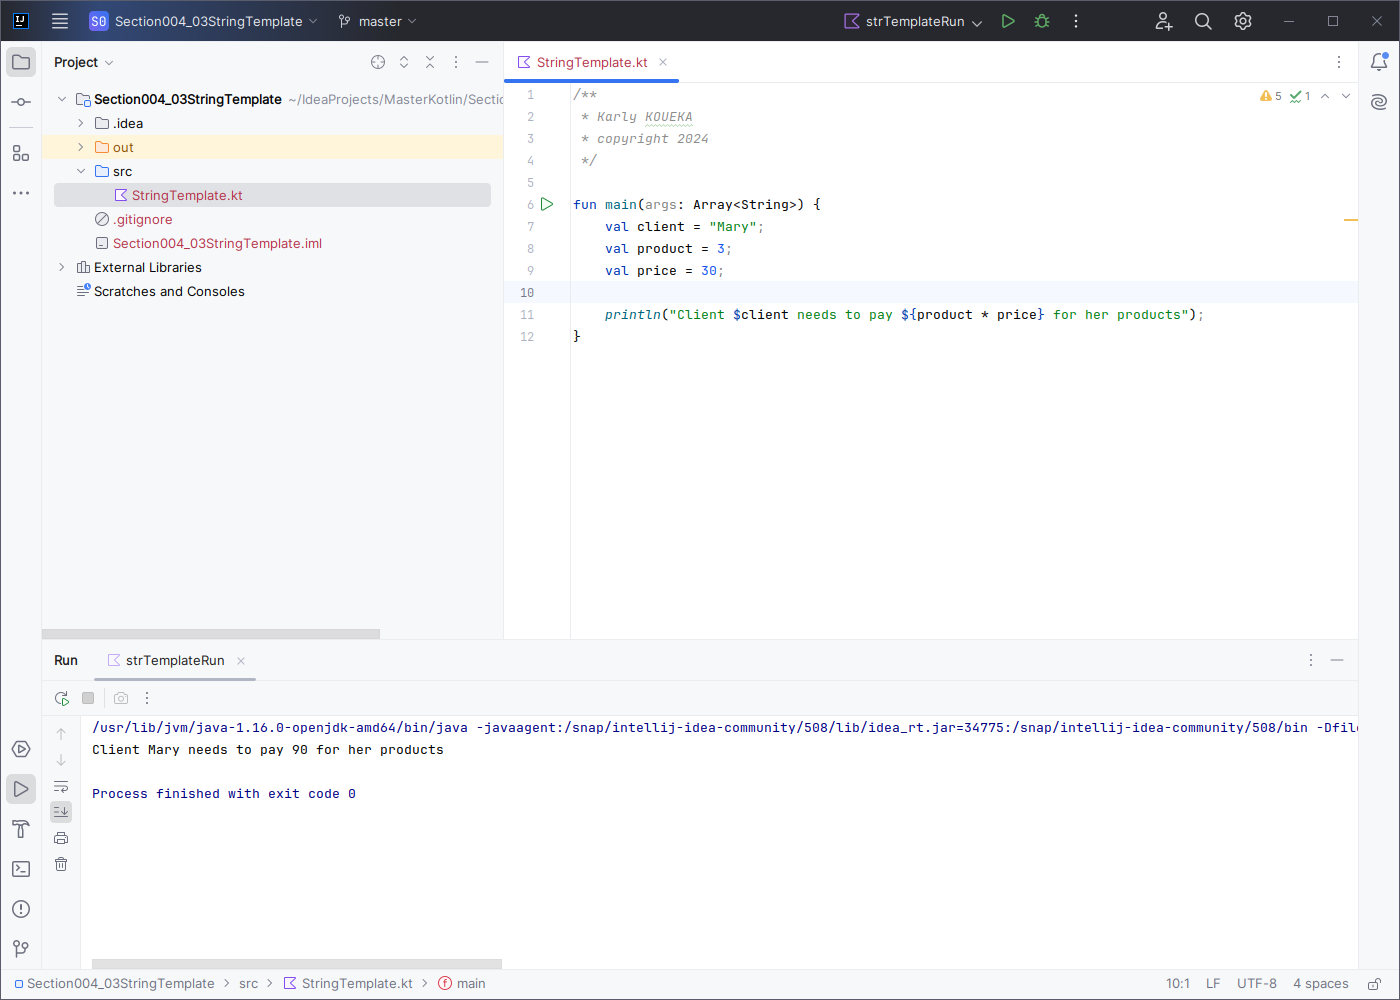 S0 Section004_03StringTemplate master strTemplateRun
Project
StringTemplate.kt
Section004_03StringTemplate ~/IdeaProjects/MasterKotlin/Sectio
.idea
out
src
StringTemplate.kt
.gitignore
Section004_03StringTemplate.iml
External Libraries
Scratches and Consoles
5 1
1 /**
2 * Karly KOUEKA
3 * copyright 2024
4 */
5
6 fun main(args: Array<String>) {
7 val client = "Mary";
8 val product = 3;
9 val price = 30;
10
11 println("Client $client needs to pay ${product * price} for her products");
12 }
Run strTemplateRun
/usr/lib/jvm/java-1.16.0-openjdk-amd64/bin/java -javaagent:/snap/intellij-idea-community/508/lib/idea_rt.jar=34775:/snap/intellij-idea-community/508/bin -Dfile
Client Mary needs to pay 90 for her products
Process finished with exit code 0
Section004_03StringTemplate > src > StringTemplate.kt > main 10:1 LF UTF-8 4 spaces